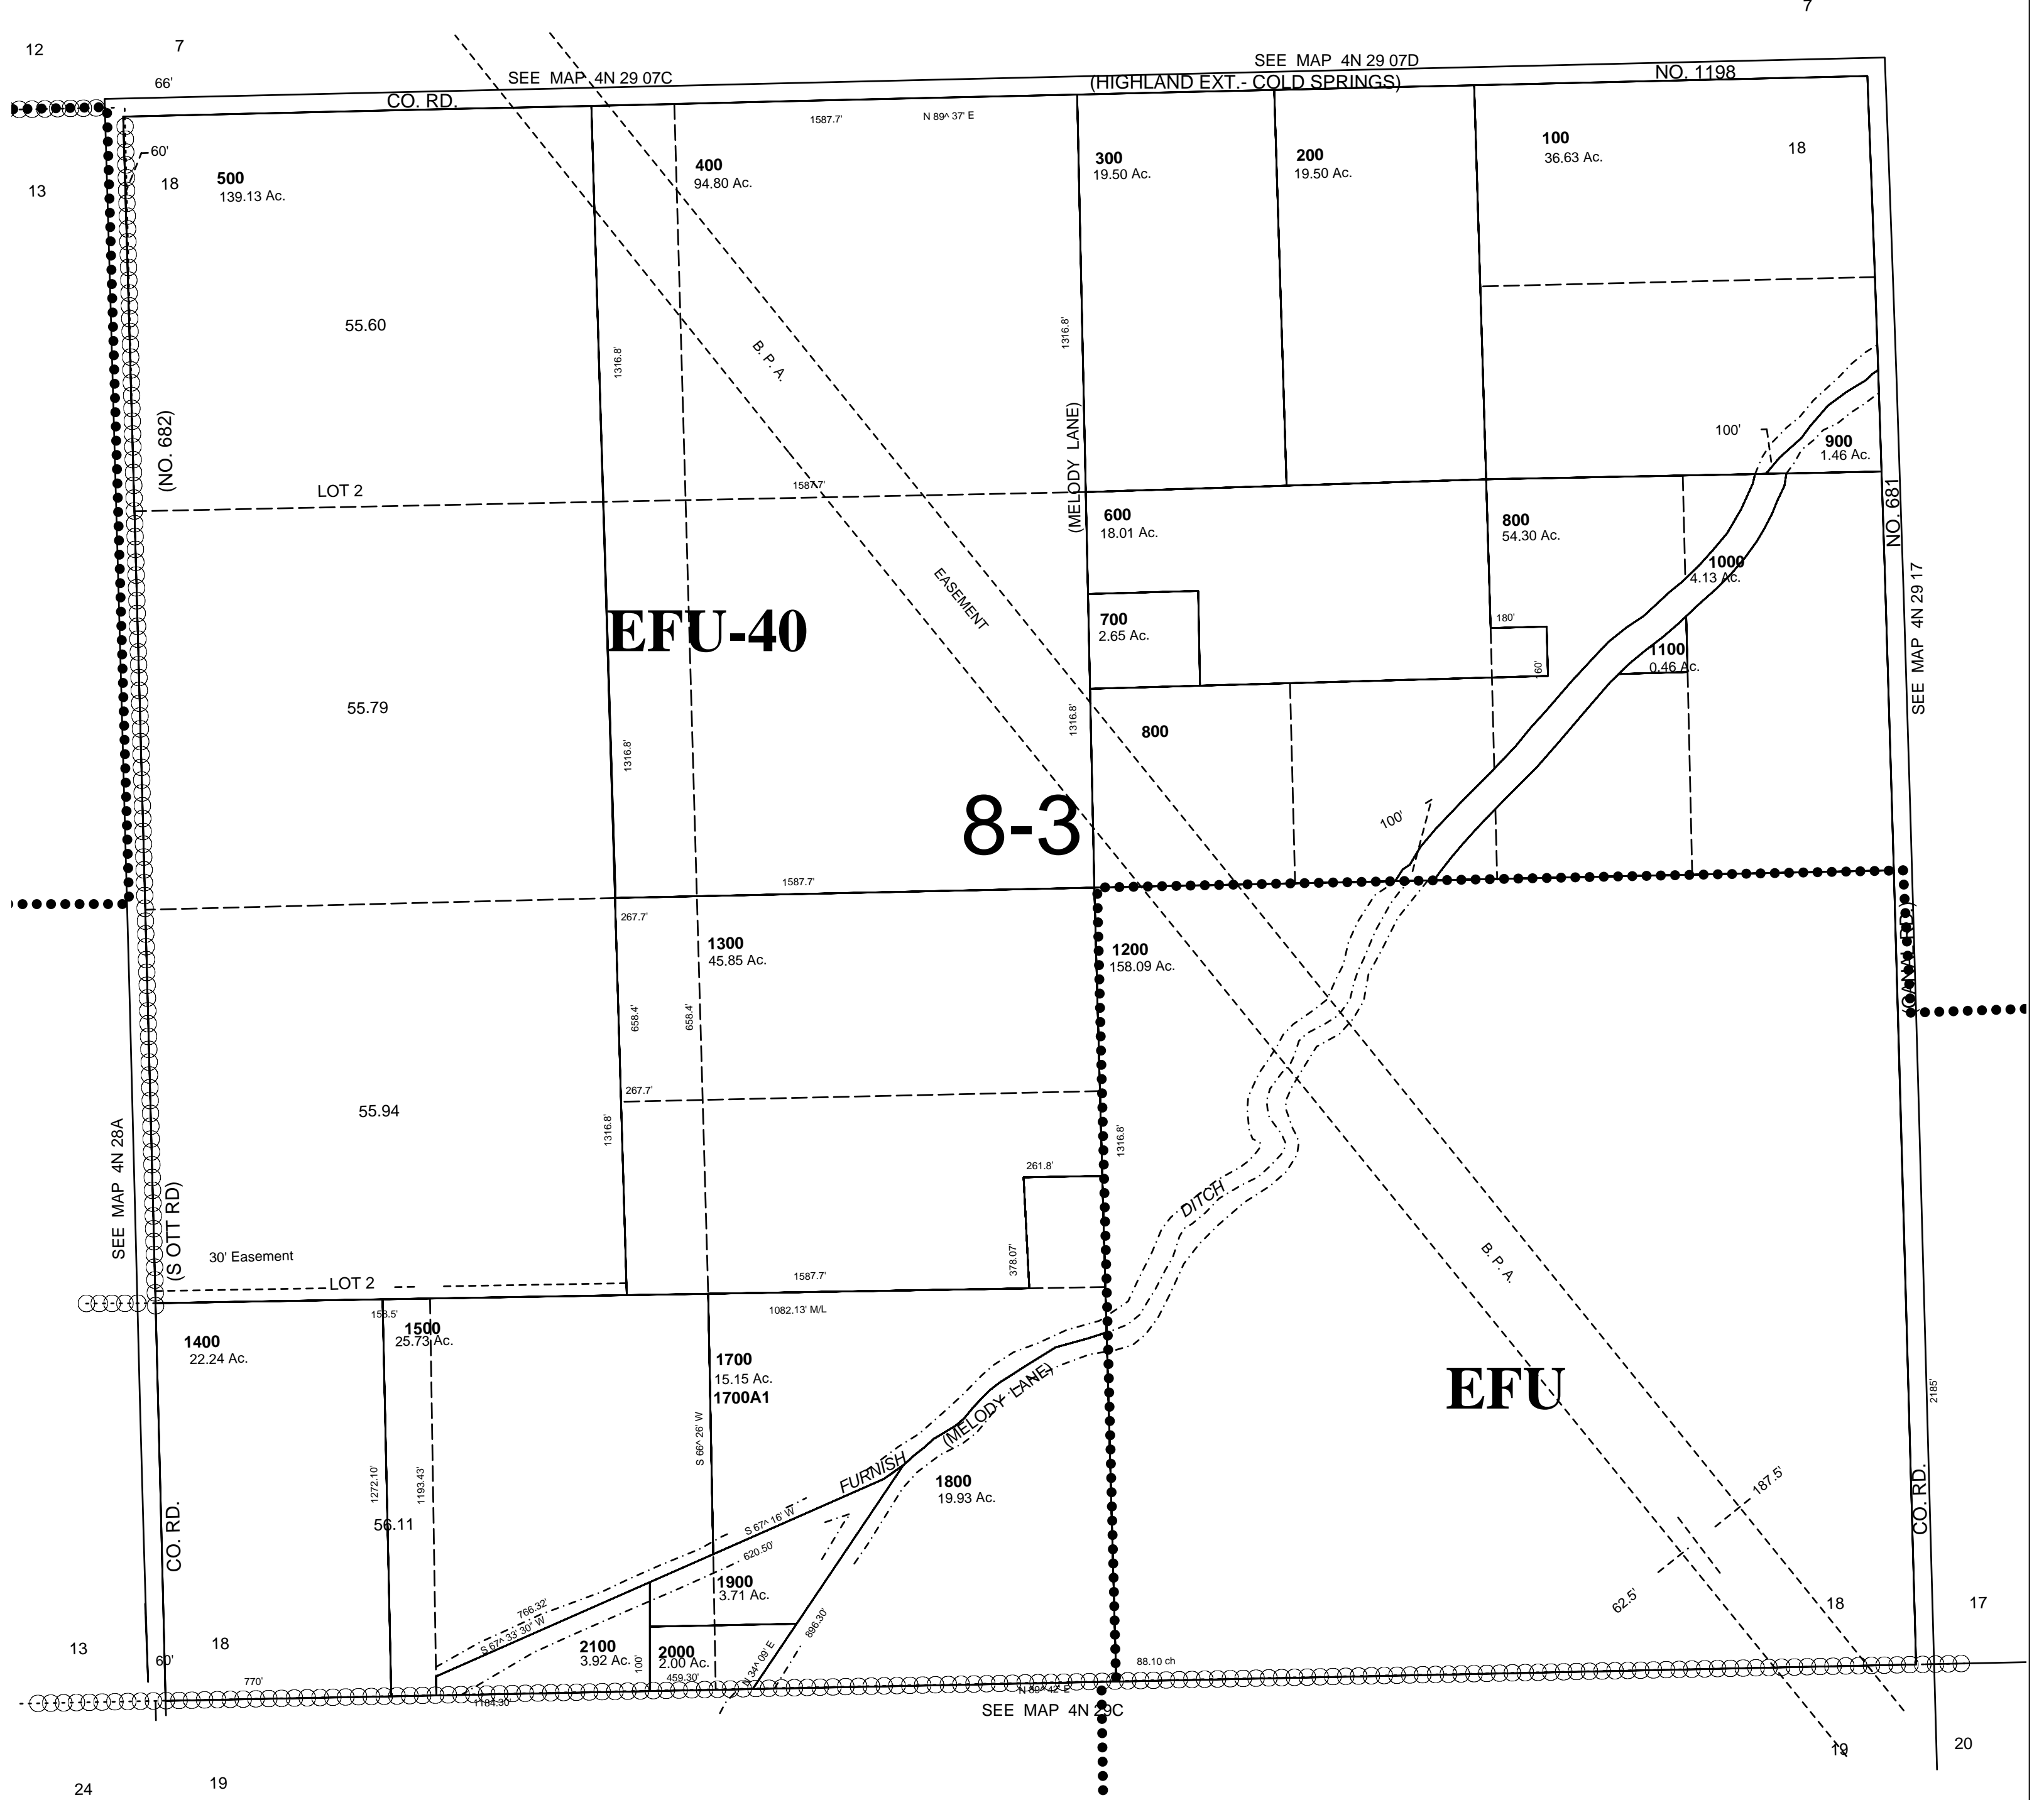 7
12
7
SEE MAP 4N 29 07C
SEE MAP 4N 29 07D
66'
CO. RD.
(HIGHLAND EXT.- COLD SPRINGS)
NO. 1198
1587.7'
N 89^ 37' E
60'
13
18
500
139.13 Ac.
400
94.80 Ac.
300
19.50 Ac.
200
19.50 Ac.
100
36.63 Ac.
18
55.60
1316.8'
B. P. A.
1316.8'
(NO. 682)
(MELODY LANE)
100'
900
1.46 Ac.
LOT 2
1587.7'
600
18.01 Ac.
800
54.30 Ac.
NO. 681
1000
4.13 Ac.
EASEMENT
EFU-40
700
2.65 Ac.
180'
60'
1100
0.46 Ac.
SEE MAP 4N 29 17
55.79
1316.8'
1316.8'
800
8-3
100'
1587.7'
267.7'
1300
45.85 Ac.
1200
158.09 Ac.
(CANAL RD.)
658.4'
658.4'
267.7'
55.94
1316.8'
1316.8'
SEE MAP 4N 28A
261.8'
DITCH
(S OTT RD)
30' Easement
378.07'
B. P. A.
LOT 2
1587.7'
158.5'
1082.13' M/L
1400
22.24 Ac.
1500
25.73 Ac.
1700
15.15 Ac.
1700A1
(MELODY LANE)
EFU
2185'
S 66^ 26' W
FURNISH
1800
19.93 Ac.
187.5'
1272.10'
1193.43'
56.11
CO. RD.
CO. RD.
S 67^ 16' W
620.50'
1900
3.71 Ac.
62.5'
18
17
766.32'
S 67^ 33' 30" W
896.30'
N 34^ 09' E
13
18
60'
2100
3.92 Ac.
100'
2000
2.00 Ac.
459.30'
88.10 ch
770'
1184.30'
N 89^ 42' E
SEE MAP 4N 29C
19
20
24
19